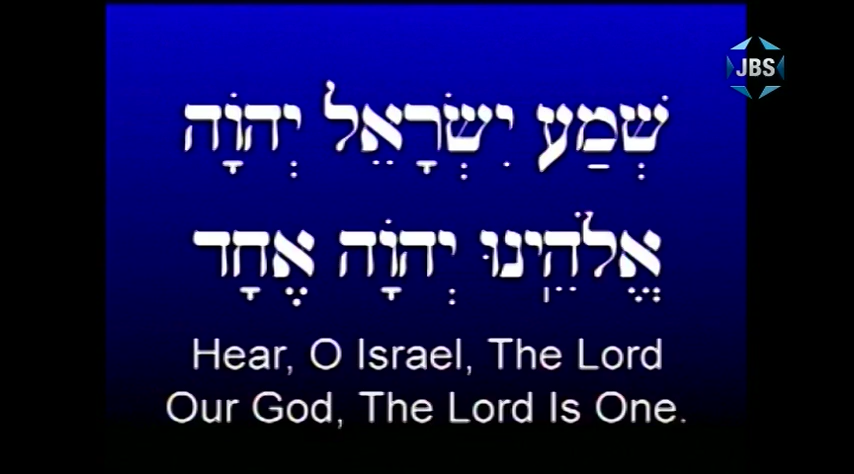 JBS
שְׁמַע יִשְׂרָאֵל יְהוָֹה
אֱלֹהֵֽינוּ יְהוָֹה אֶחָד
Hear, O Israel, The Lord
Our God, The Lord Is One.